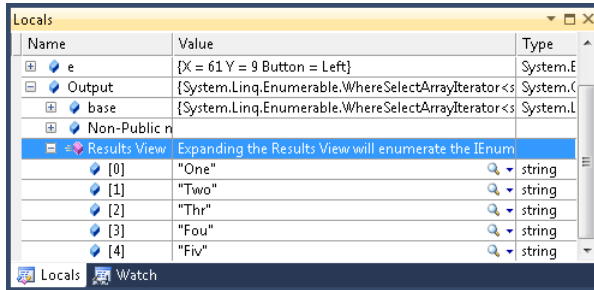 Locals
Name Value Type
e {X = 61 Y = 9 Button = Left} System.E
Output {System.Linq.Enumerable.WhereSelectArrayIterator<s System.C
base {System.Linq.Enumerable.WhereSelectArrayIterator<s System.L
Non-Public n
Results View Expanding the Results View will enumerate the IEnum
[0] "One" string
[1] "Two" string
[2] "Thr" string
[3] "Fou" string
[4] "Fiv" string
Locals Watch